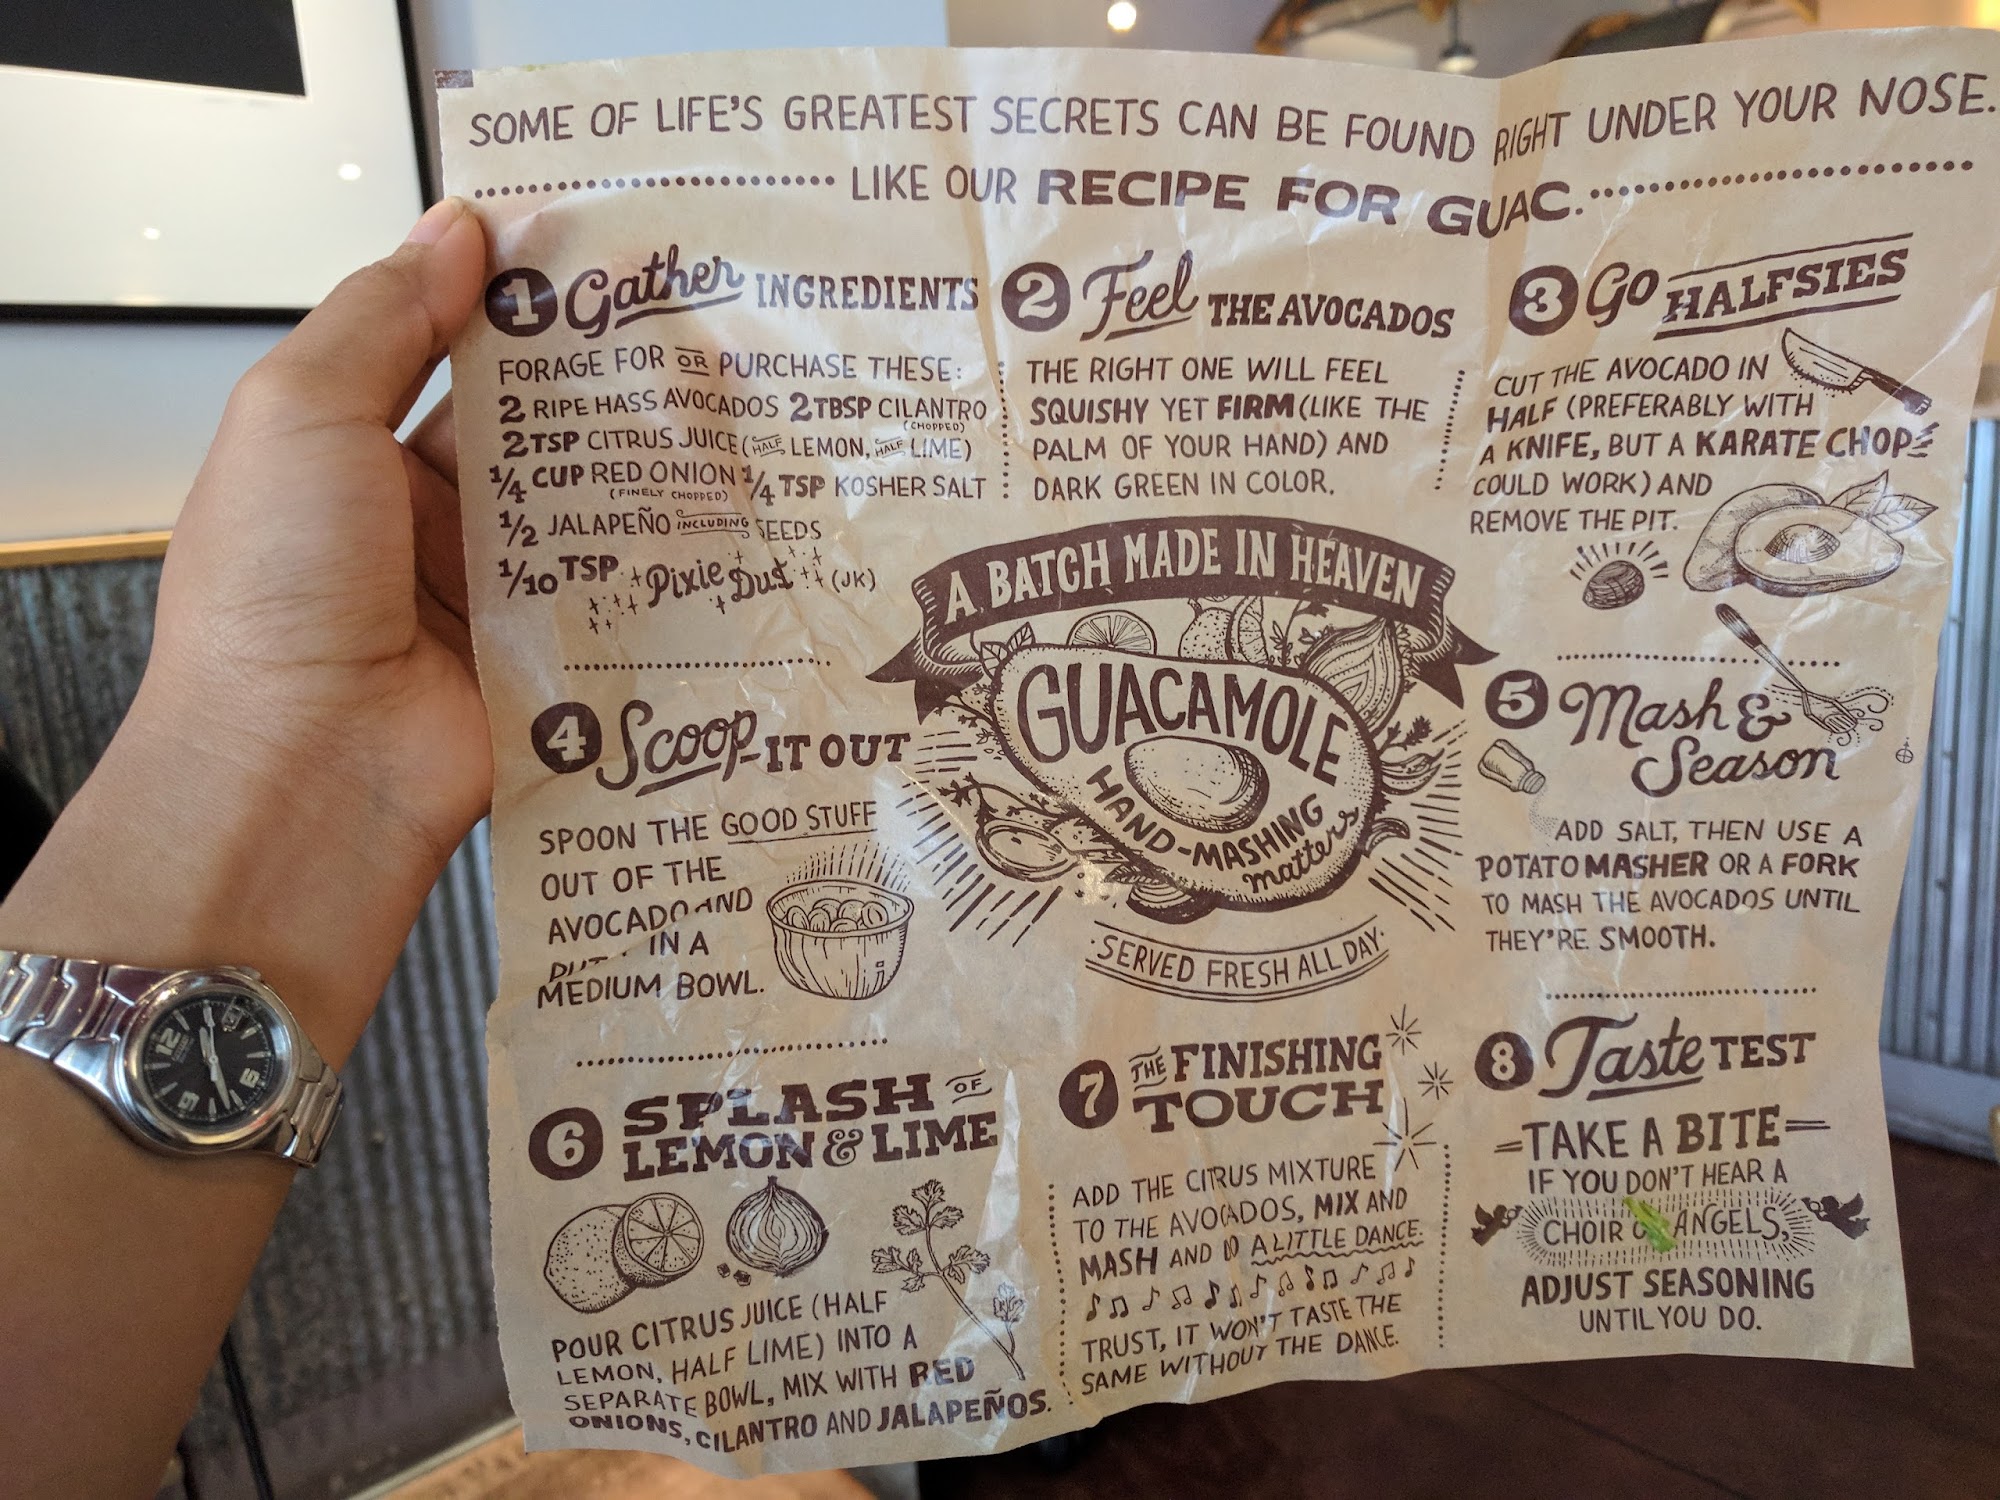 SOME OF LIFE'S GREATEST SECRETS CAN BE FOUND RIGHT UNDER YOUR NOSE.
LIKE OUR RECIPE FOR GUAC.
1 Gather INGREDIENTS
FORAGE FOR OR PURCHASE THESE:
2 RIPE HASS AVOCADOS 2 TBSP CILANTRO
(CHOPPED)
2 TSP CITRUS JUICE (HALF LEMON, HALF LIME)
1/4 CUP RED ONION 1/4 TSP KOSHER SALT
(FINELY CHOPPED)
1/2 JALAPEÑO INCLUDING SEEDS
1/10 TSP Pixie Dust (JK)
2 Feel THE AVOCADOS
THE RIGHT ONE WILL FEEL
SQUISHY YET FIRM (LIKE THE
PALM OF YOUR HAND) AND
DARK GREEN IN COLOR.
3 GO HALFSIES
CUT THE AVOCADO IN
HALF (PREFERABLY WITH
A KNIFE, BUT A KARATE CHOP
COULD WORK) AND
REMOVE THE PIT.
A BATCH MADE IN HEAVEN
GUACAMOLE
HAND-MASHING
matters
·SERVED FRESH ALL DAY·
4 Scoop IT OUT
SPOON THE GOOD STUFF
OUT OF THE
AVOCADO AND
IN A
MEDIUM BOWL.
5 Mash &
Season
ADD SALT, THEN USE A
POTATO MASHER OR A FORK
TO MASH THE AVOCADOS UNTIL
THEY'RE SMOOTH.
6 SPLASH OF
LEMON & LIME
POUR CITRUS JUICE (HALF
LEMON, HALF LIME) INTO A
SEPARATE BOWL, MIX WITH RED
ONIONS, CILANTRO AND JALAPEÑOS.
7 THE FINISHING
TOUCH
ADD THE CITRUS MIXTURE
TO THE AVOCADOS, MIX AND
MASH AND DO A LITTLE DANCE.
TRUST, IT WON'T TASTE THE
SAME WITHOUT THE DANCE.
8 Taste TEST
TAKE A BITE
IF YOU DON'T HEAR A
CHOIR ANGELS,
ADJUST SEASONING
UNTIL YOU DO.
12
6
9